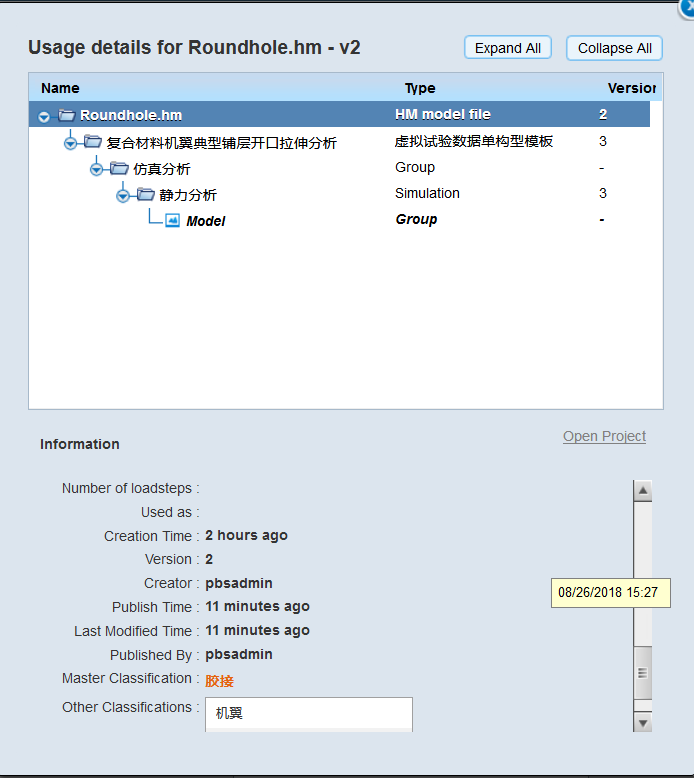 Usage details for Roundhole.hm - v2 Expand All Collapse All
Name Type Version
Roundhole.hm HM model file 2
复合材料机翼典型铺层开口拉伸分析 虚拟试验数据单构型模板 3
仿真分析 Group -
静力分析 Simulation 3
Model Group -
Open Project
Information
Number of loadsteps :
Used as :
Creation Time : 2 hours ago
Version : 2
Creator : pbsadmin
08/26/2018 15:27
Publish Time : 11 minutes ago
Last Modified Time : 11 minutes ago
Published By : pbsadmin
Master Classification : 胶接
Other Classifications : 机翼